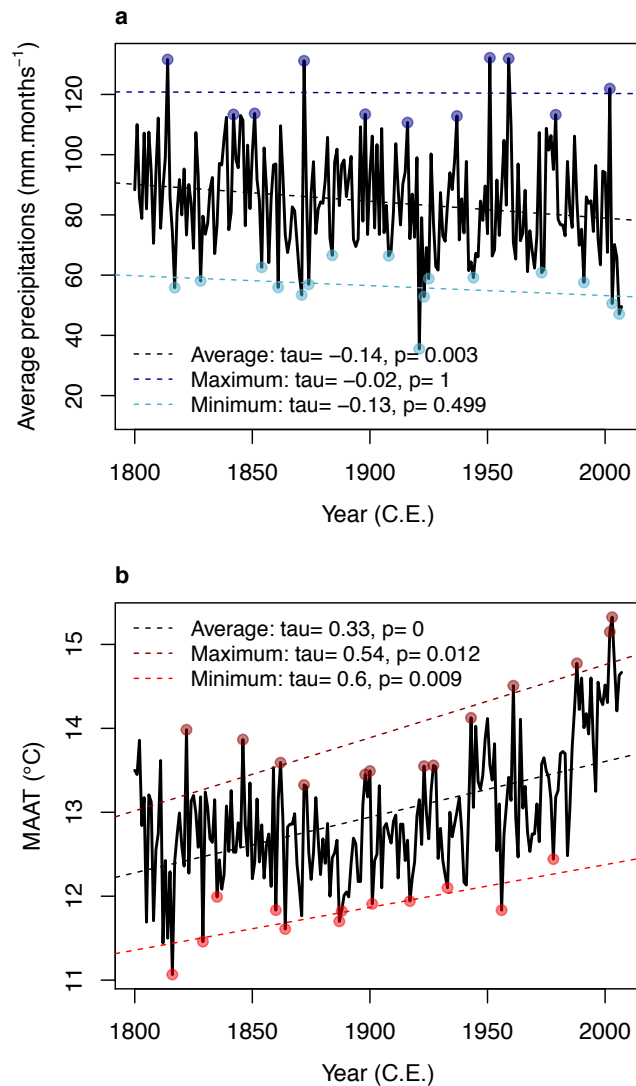 a
Average precipitations (mm.months⁻¹)
120
100
80
60
40
20
Average: tau= −0.14, p= 0.003
Maximum: tau= −0.02, p= 1
Minimum: tau= −0.13, p= 0.499
1800 1850 1900 1950 2000
Year (C.E.)
b
MAAT (°C)
15
14
13
12
11
Average: tau= 0.33, p= 0
Maximum: tau= 0.54, p= 0.012
Minimum: tau= 0.6, p= 0.009
1800 1850 1900 1950 2000
Year (C.E.)